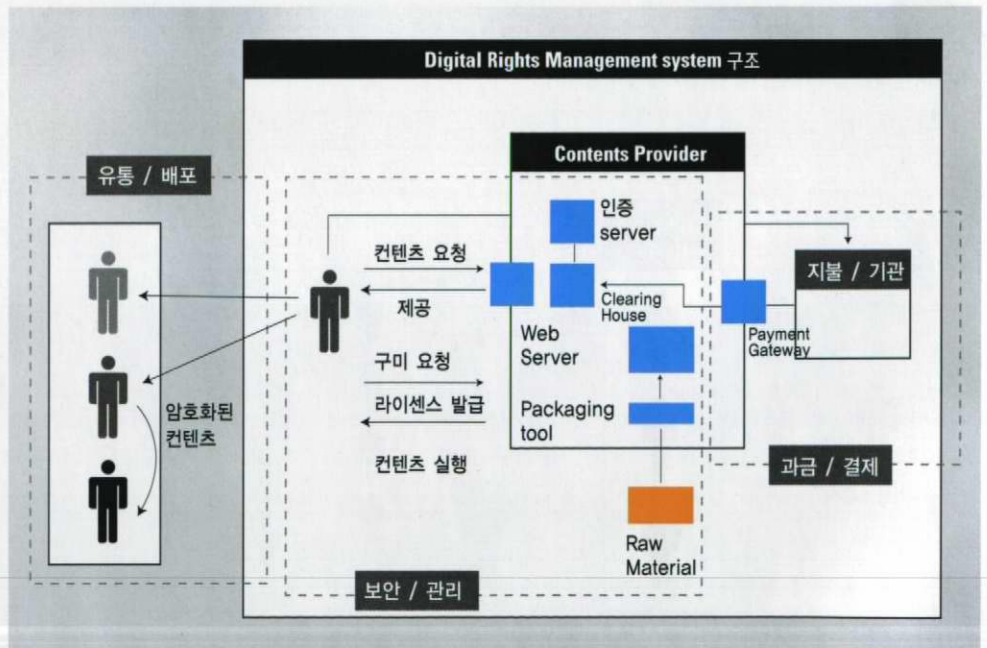 Digital Rights Management system 구조
Contents Provider
유통 / 배포
인증
server
컨텐츠 요청
지불 / 기관
제공
Clearing
House
Web
Server
Payment
Gateway
구미 요청
라이센스 발급
Packaging
tool
암호화된
컨텐츠
컨텐츠 실행
과금 / 결제
Raw
Material
보안 / 관리